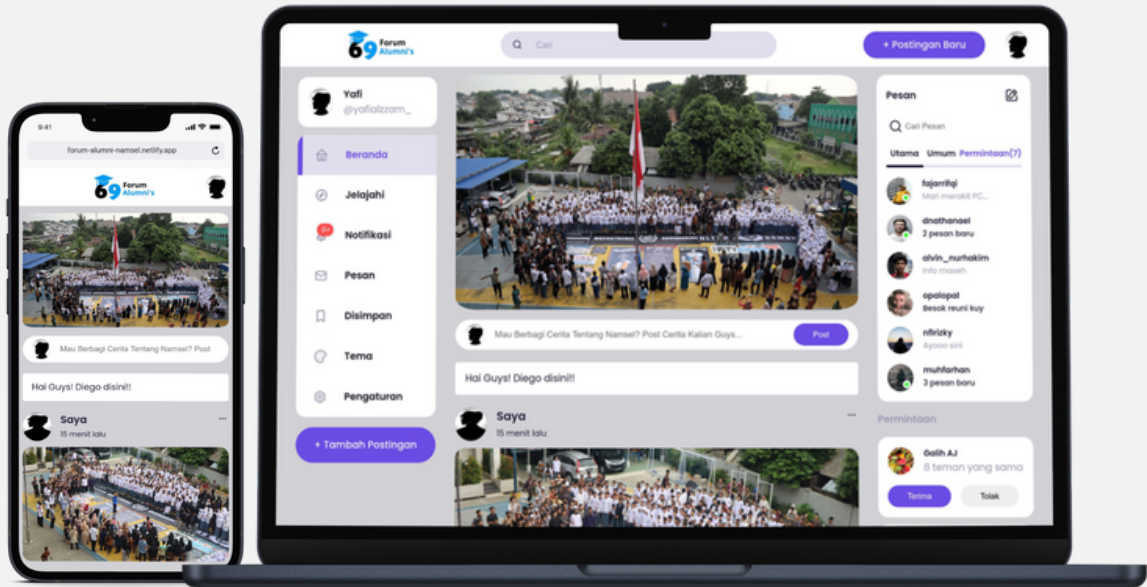 9:41
forum-alumni-namsel.netlify.app
69 Forum
Alumni's
Mau Berbagi Cerita Tentang Namsel? Post
Hai Guys! Diego disini!!
Saya
15 menit lalu
69 Forum
Alumni's
Cari
+ Postingan Baru
Yafi
@yafialzzam_
Beranda
Jelajahi
9+
Notifikasi
Pesan
Disimpan
Tema
Pengaturan
+ Tambah Postingan
Mau Berbagi Cerita Tentang Namsel? Post Cerita Kalian Guys...
Post
Hai Guys! Diego disini!!
Saya
15 menit lalu
Pesan
Cari Pesan
Utama Umum Permintaan(7)
fajarrifqi
Mari merakit PC...
dnathanael
2 pesan baru
alvin_nurhakim
Info maseh
opalopal
Besok reuni kuy
nfirizky
Ayooo sini
muhfarhan
3 pesan baru
Permintaan
Galih AJ
8 teman yang sama
Terima
Tolak